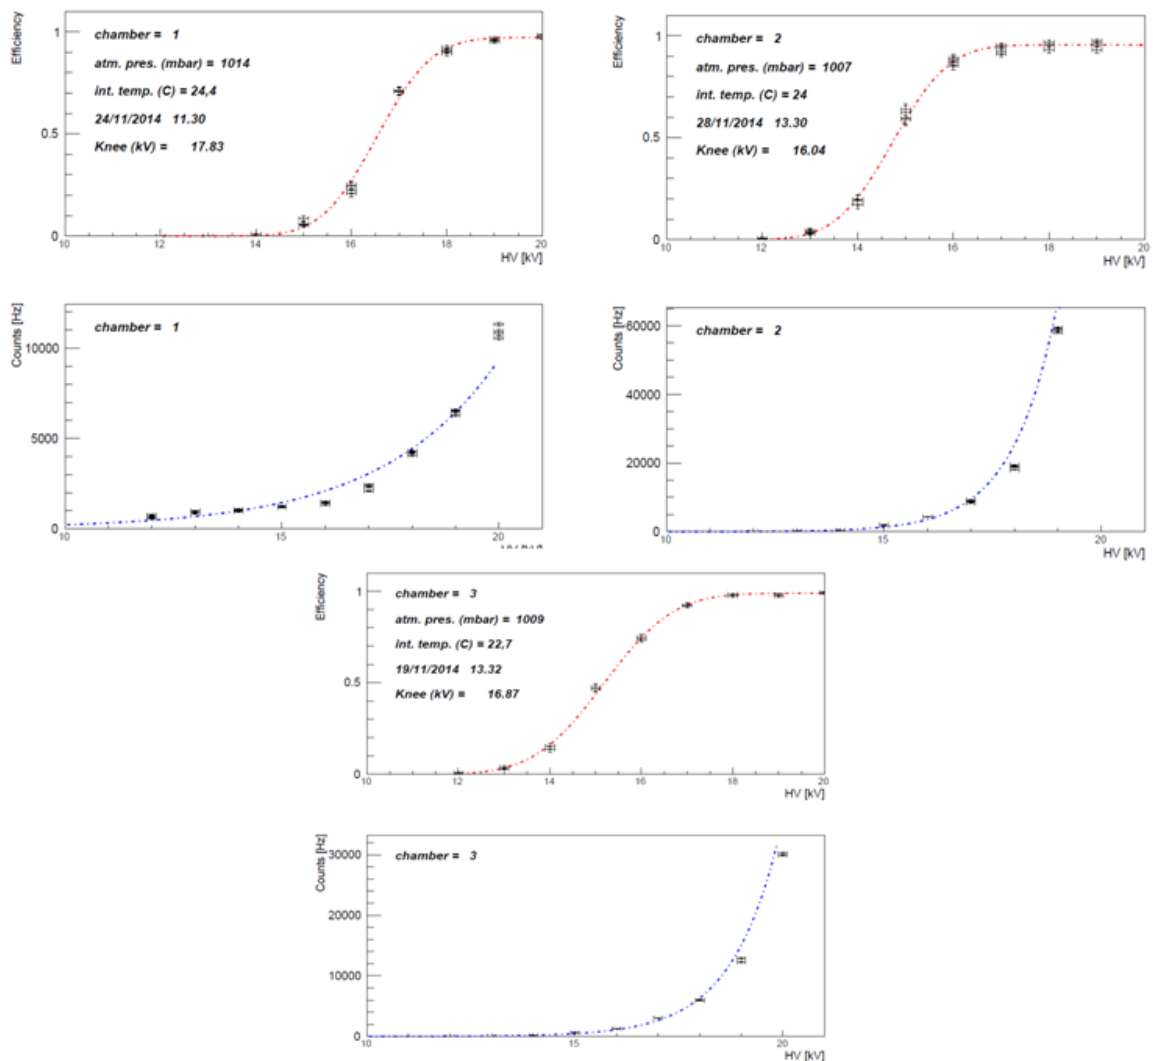 Efficiency
1
0.5
0
chamber = 1
atm. pres. (mbar) = 1014
int. temp. (C) = 24,4
24/11/2014 11.30
Knee (kV) = 17.83
10 12 14 16 18 20
HV [kV]
Efficiency
1
0.5
0
chamber = 2
atm. pres. (mbar) = 1007
int. temp. (C) = 24
28/11/2014 13.30
Knee (kV) = 16.04
10 12 14 16 18 20
HV [kV]
Counts [Hz]
10000
5000
0
chamber = 1
10 15 20
Counts [Hz]
60000
40000
20000
0
chamber = 2
10 15 20
HV [kV]
Efficiency
1
0.5
0
chamber = 3
atm. pres. (mbar) = 1009
int. temp. (C) = 22,7
19/11/2014 13.32
Knee (kV) = 16.87
10 12 14 16 18 20
HV [kV]
Counts [Hz]
30000
20000
10000
0
chamber = 3
10 15 20
HV [kV]